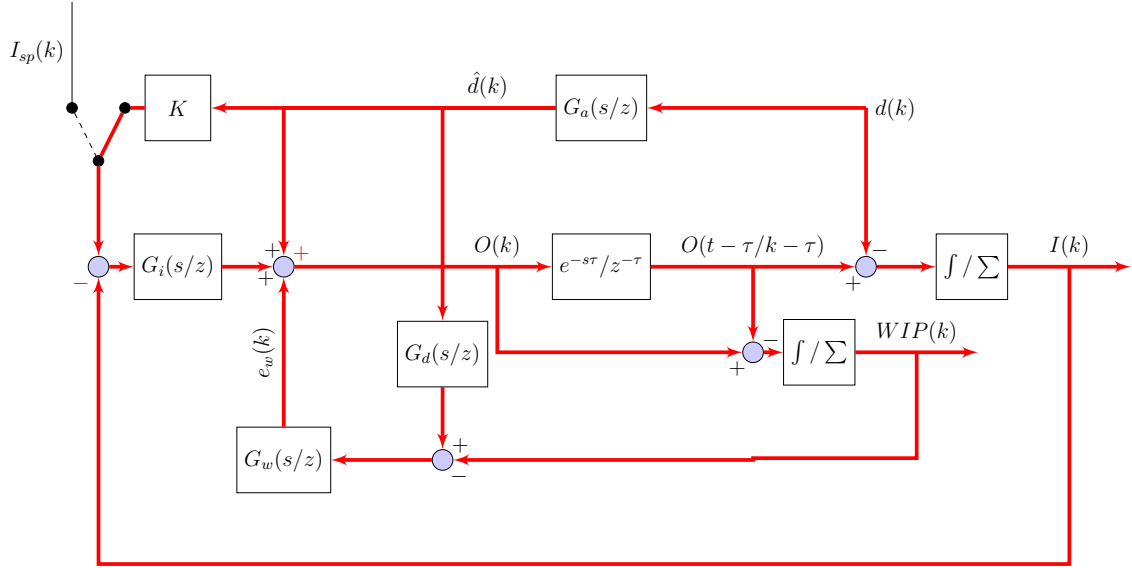 I_{sp}(k)
\hat{d}(k)
K
G_a(s/z)
d(k)
+
+
O(k)
O(t − τ/k − τ)
−
I(k)
G_i(s/z)
+
e^{−sτ}/z^{−τ}
+
∫ / ∑
−
e_w(k)
G_d(s/z)
−
WIP(k)
∫ / ∑
+
G_w(s/z)
+
−